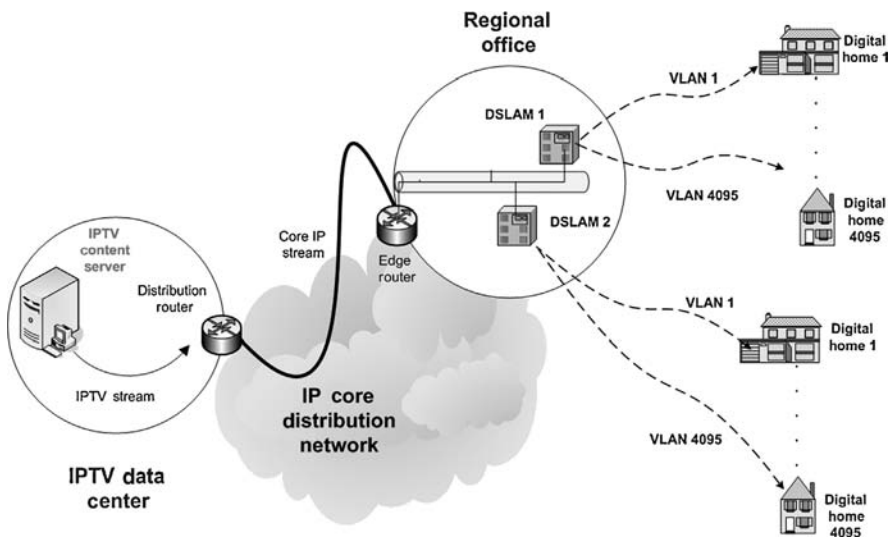 Regional
office
Digital
home 1
VLAN 1
DSLAM 1
VLAN 4095
Digital
home
4095
DSLAM 2
IPTV
content
server
Core IP
stream
Edge
router
Distribution
router
VLAN 1
Digital
home 1
IPTV stream
IP core
distribution
network
VLAN 4095
IPTV data
center
Digital
home
4095